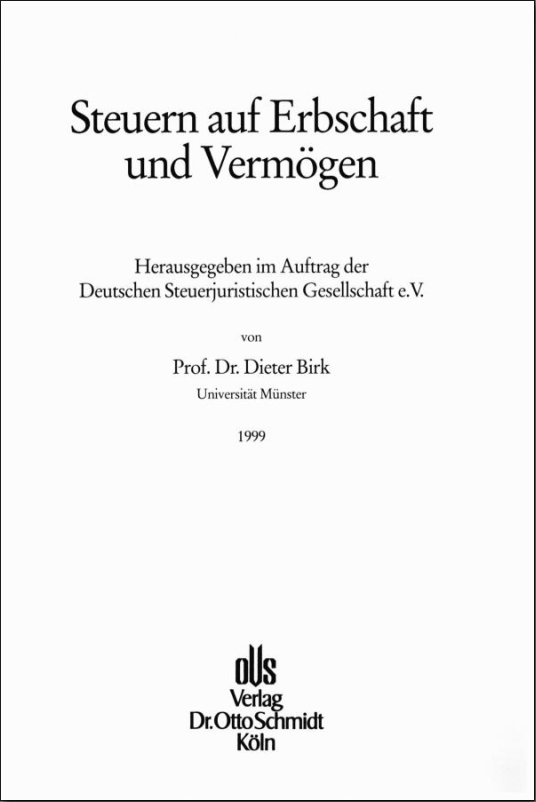 Steuern auf Erbschaft
und Vermögen
Herausgegeben im Auftrag der
Deutschen Steuerjuristischen Gesellschaft e.V.
von
Prof. Dr. Dieter Birk
Universität Münster
1999
oVs
Verlag
Dr.OttoSchmidt
Köln